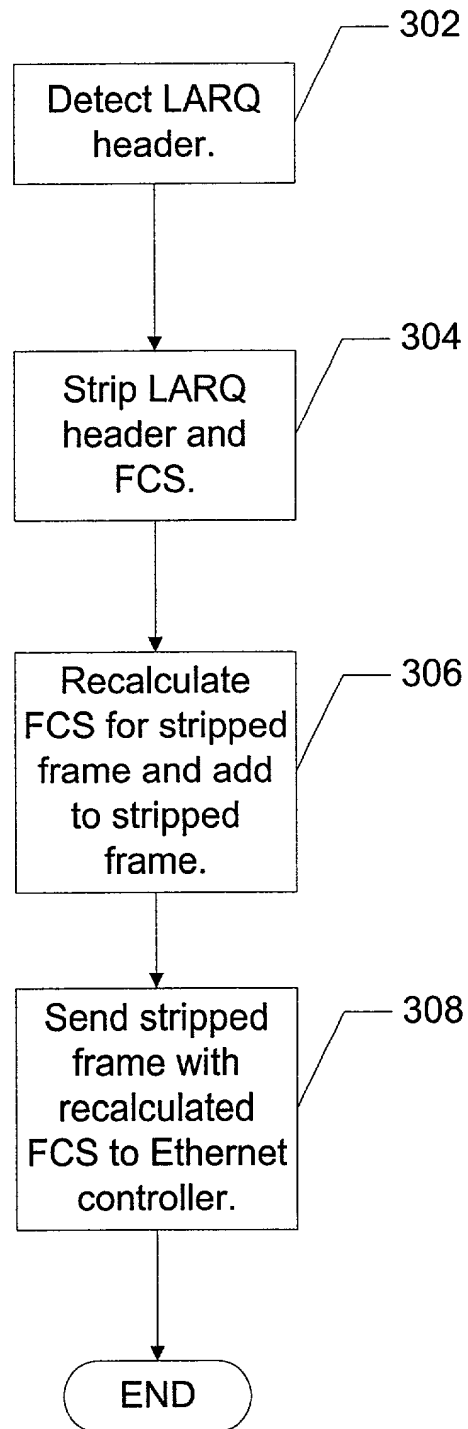 302
Detect LARQ
header.
304
Strip LARQ
header and
FCS.
306
Recalculate
FCS for stripped
frame and add
to stripped
frame.
308
Send stripped
frame with
recalculated
FCS to Ethernet
controller.
END